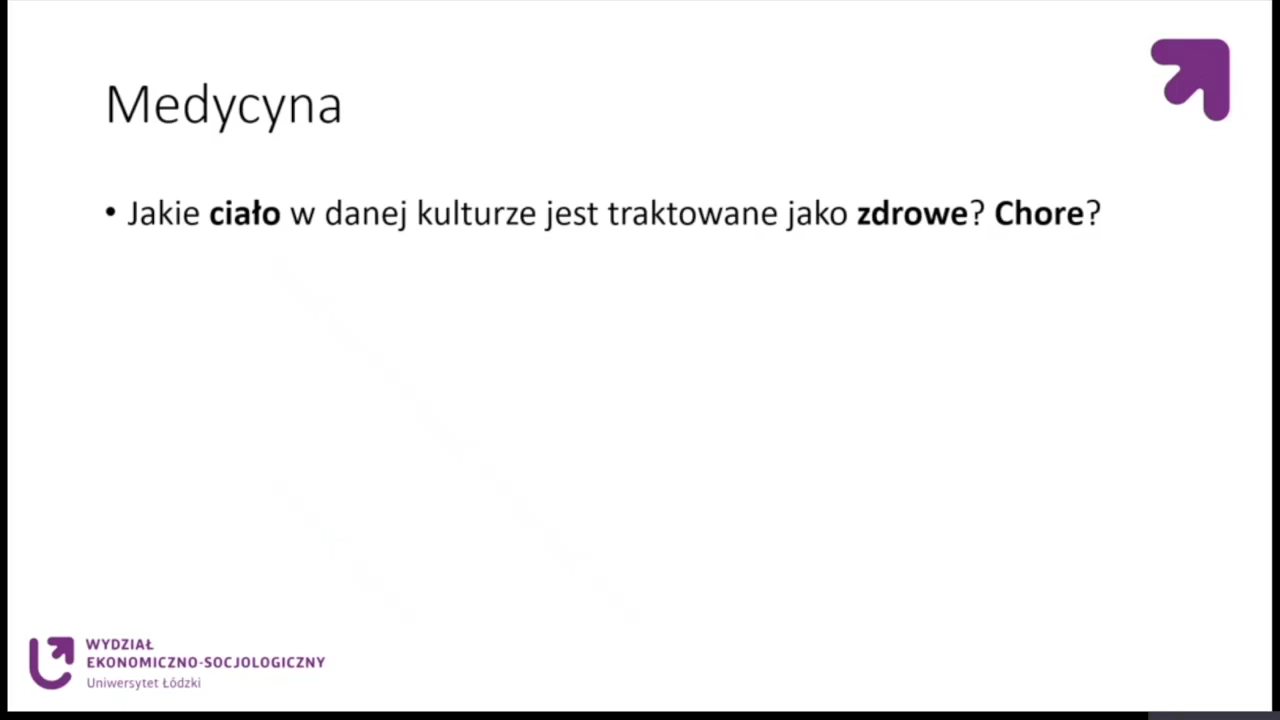 Medycyna
• Jakie ciało w danej kulturze jest traktowane jako zdrowe? Chore?
WYDZIAŁ
EKONOMICZNO-SOCJOLOGICZNY
Uniwersytet Łódzki